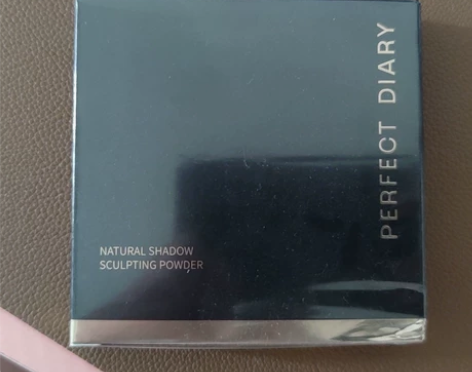 PERFECT DIARY
NATURAL SHADOW
SCULPTING POWDER